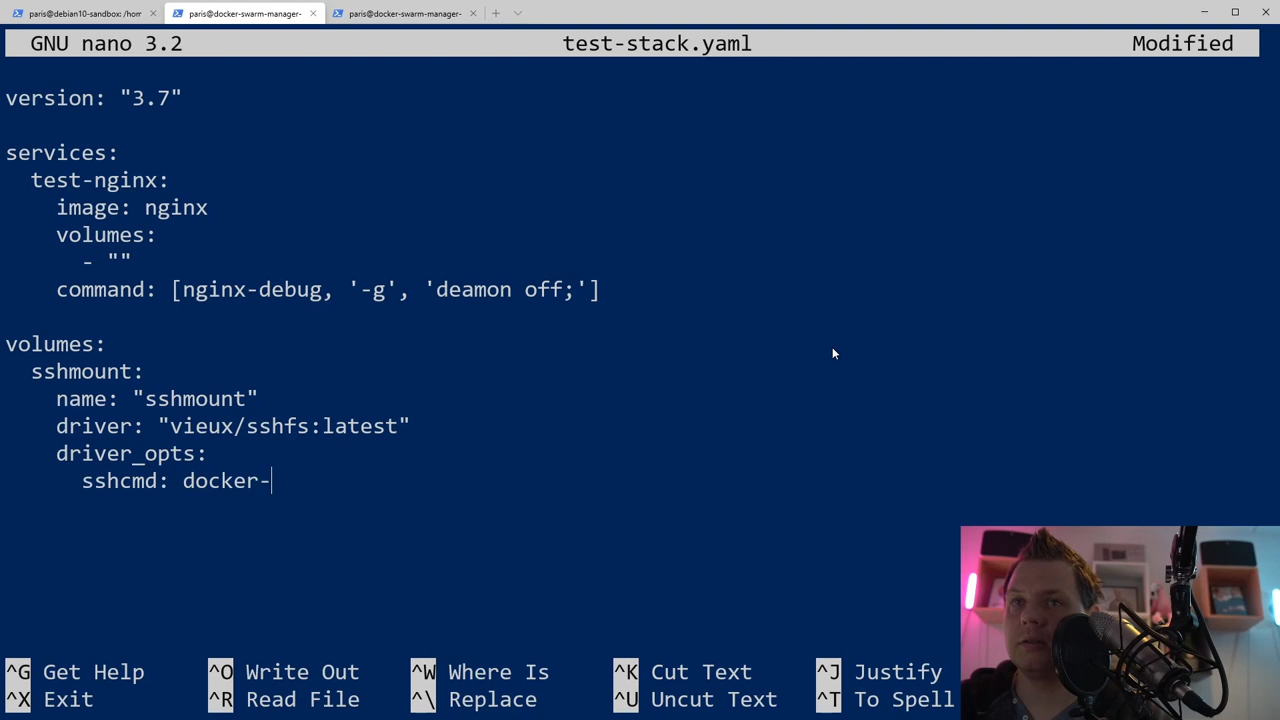 paris@debian10-sandbox: /hom
paris@docker-swarm-manager-
paris@docker-swarm-manager-
GNU nano 3.2 test-stack.yaml Modified
version: "3.7"
services:
test-nginx:
image: nginx
volumes:
- ""
command: [nginx-debug, '-g', 'deamon off;']
volumes:
sshmount:
name: "sshmount"
driver: "vieux/sshfs:latest"
driver_opts:
sshcmd: docker-
^G Get Help ^O Write Out ^W Where Is ^K Cut Text ^J Justify
^X Exit ^R Read File ^\ Replace ^U Uncut Text ^T To Spell